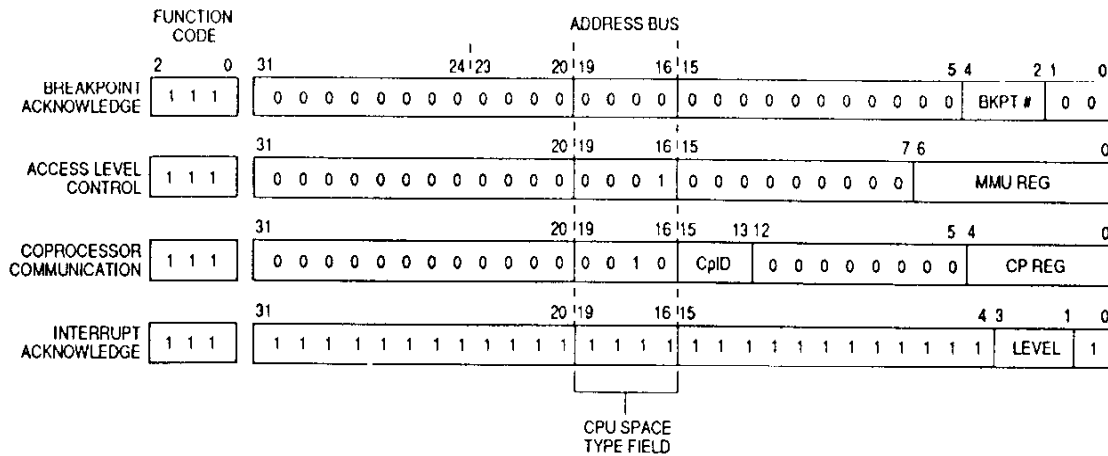 FUNCTION
CODE
ADDRESS BUS
2 0 31 24 23 20 19 16 15 5 4 2 1 0
BREAKPOINT
ACKNOWLEDGE
1 1 1 0 0 0 0 0 0 0 0 0 0 0 0 0 0 0 0 0 0 0 0 0 0 0 0 0 0 0 BKPT # 0 0
31 20 19 16 15 7 6 0
ACCESS LEVEL
CONTROL
1 1 1 0 0 0 0 0 0 0 0 0 0 0 0 0 0 0 1 0 0 0 0 0 0 0 0 0 MMU REG
31 20 19 16 15 13 12 5 4 0
COPROCESSOR
COMMUNICATION
1 1 1 0 0 0 0 0 0 0 0 0 0 0 0 0 0 1 0 CpID 0 0 0 0 0 0 0 0 CP REG
31 20 19 16 15 4 3 1 0
INTERRUPT
ACKNOWLEDGE
1 1 1 1 1 1 1 1 1 1 1 1 1 1 1 1 1 1 1 1 1 1 1 1 1 1 1 1 1 1 1 LEVEL 1
CPU SPACE
TYPE FIELD